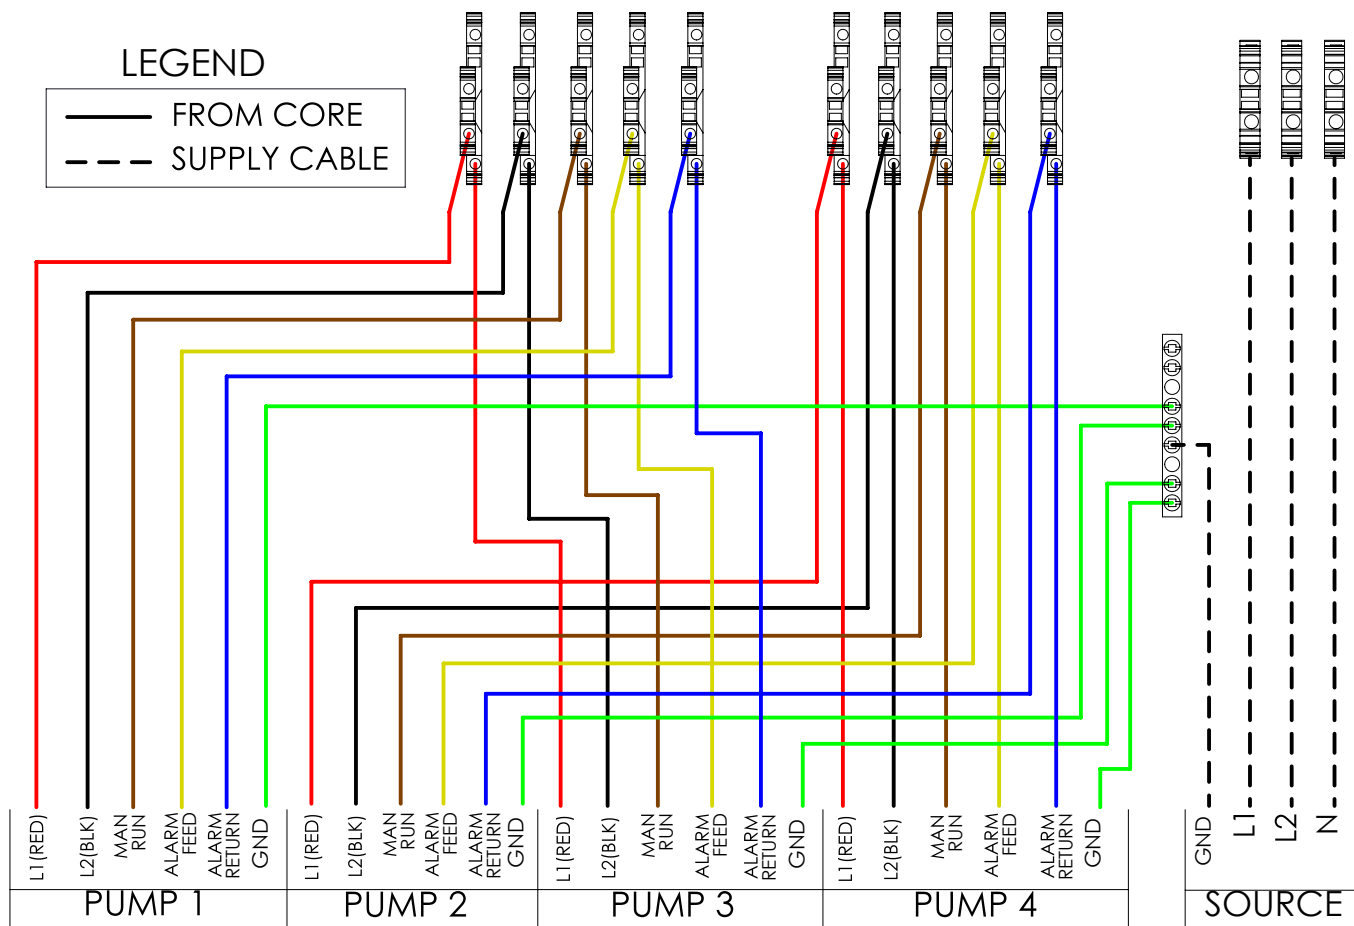 LEGEND
FROM CORE
SUPPLY CABLE
L1(RED)
L2(BLK)
MAN
RUN
ALARM
FEED
ALARM
RETURN
GND
L1(RED)
L2(BLK)
MAN
RUN
ALARM
FEED
ALARM
RETURN
GND
L1(RED)
L2(BLK)
MAN
RUN
ALARM
FEED
ALARM
RETURN
GND
L1(RED)
L2(BLK)
MAN
RUN
ALARM
FEED
ALARM
RETURN
GND
GND
L1
L2
N
PUMP 1
PUMP 2
PUMP 3
PUMP 4
SOURCE